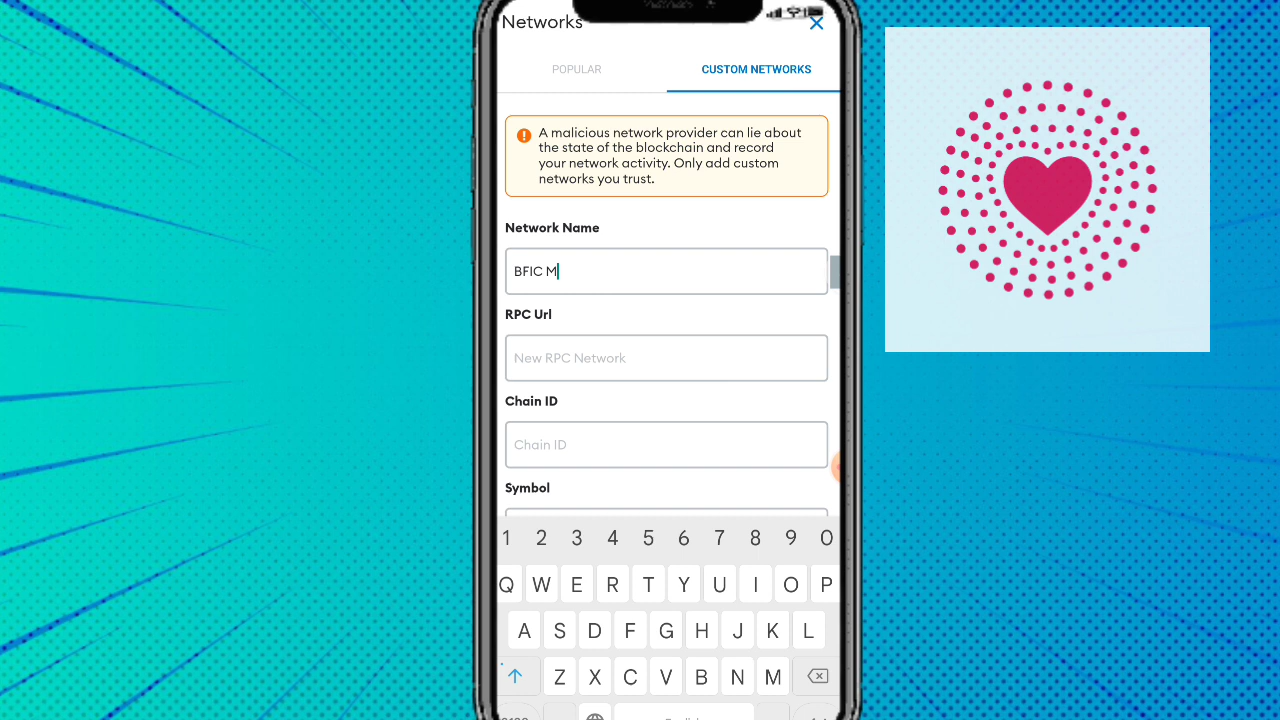 Networks
POPULAR
CUSTOM NETWORKS
A malicious network provider can lie about
the state of the blockchain and record
your network activity. Only add custom
networks you trust.
Network Name
BFIC M
RPC Url
New RPC Network
Chain ID
Chain ID
Symbol
1 2 3 4 5 6 7 8 9 0
Q W E R T Y U I O P
A S D F G H J K L
Z X C V B N M